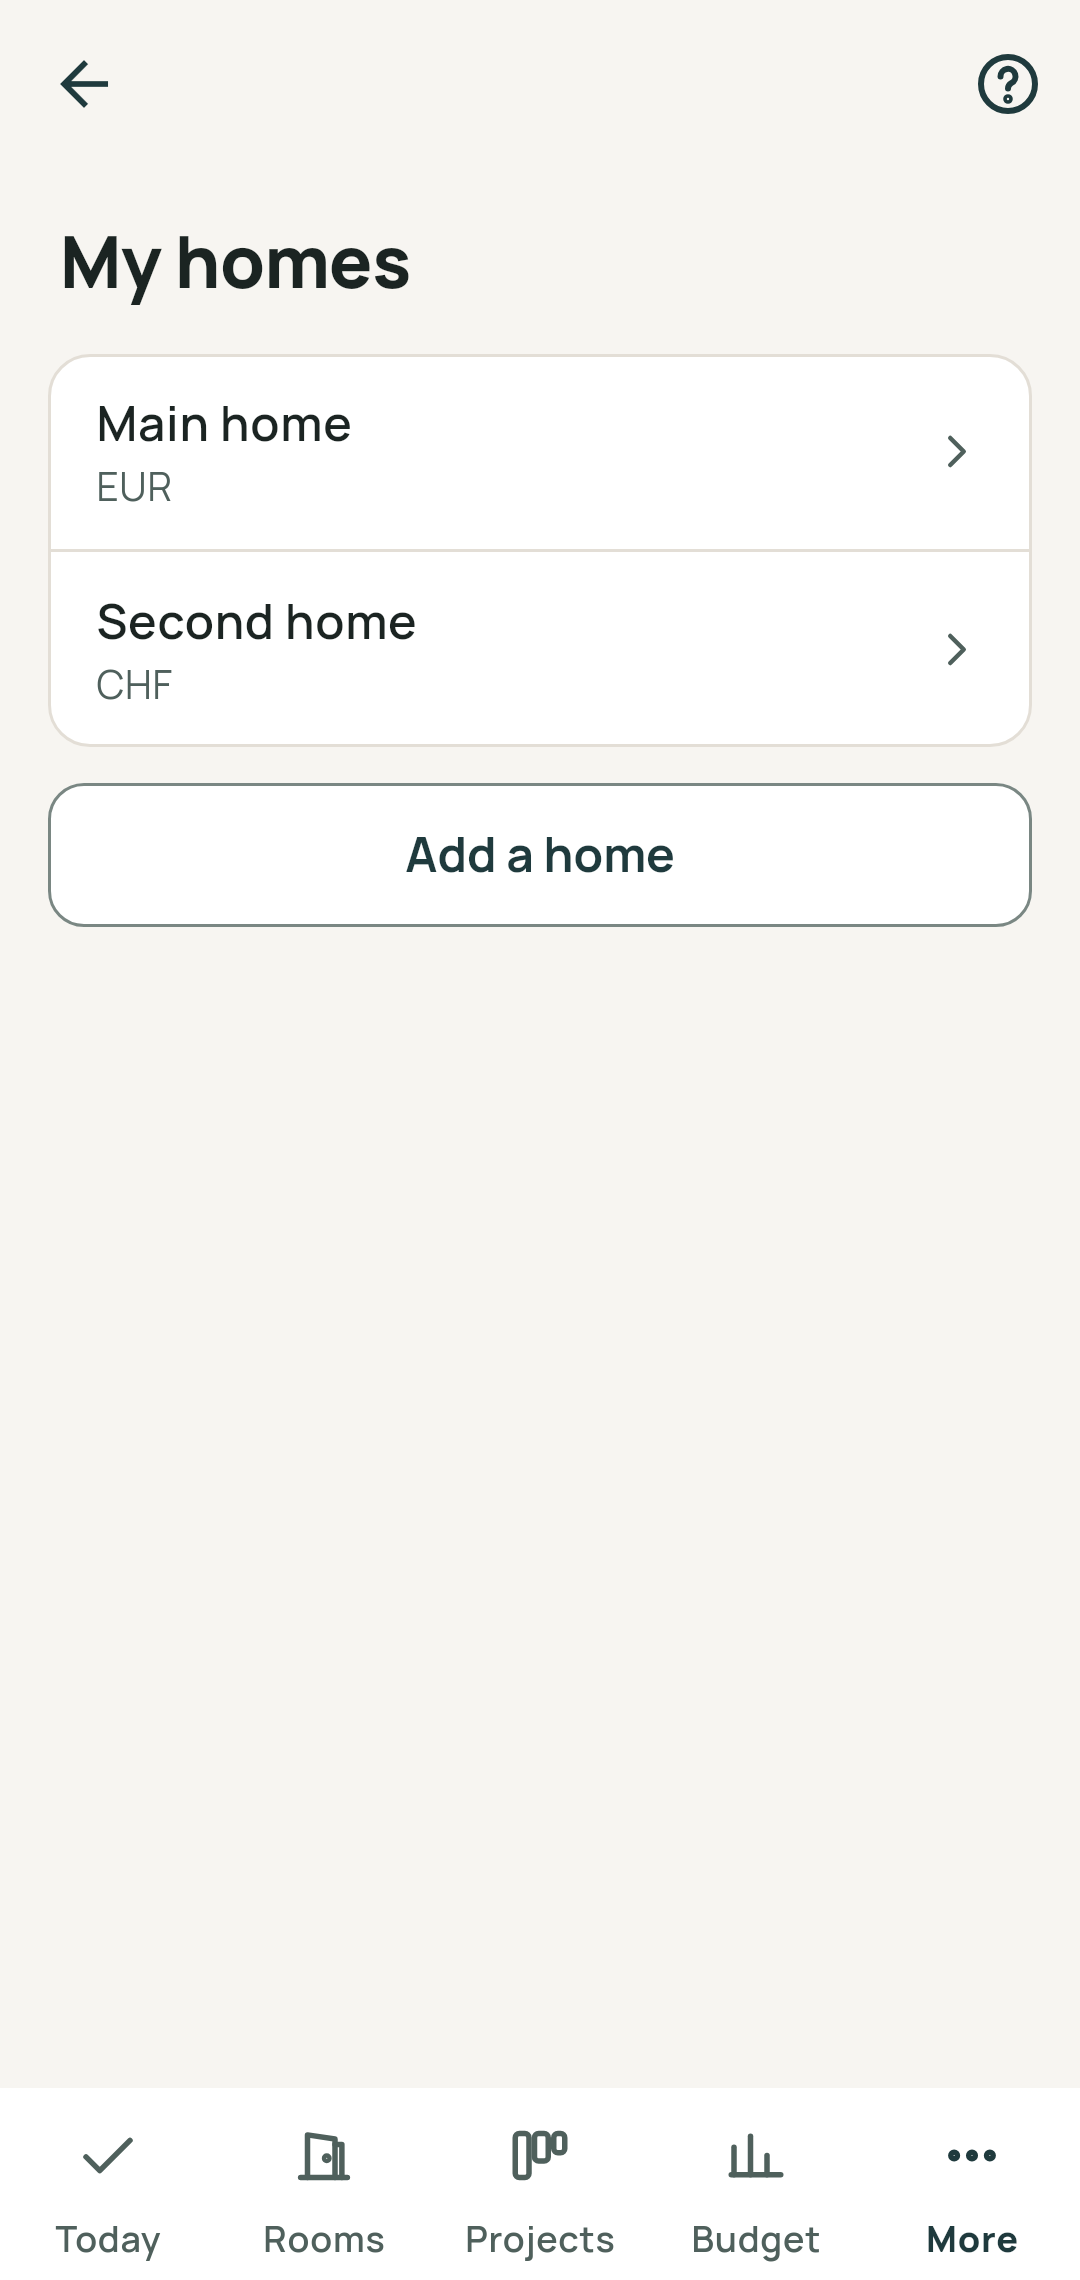 My homes
Main home
EUR
Second home
CHF
Add a home
Today
Rooms
Projects
Budget
More